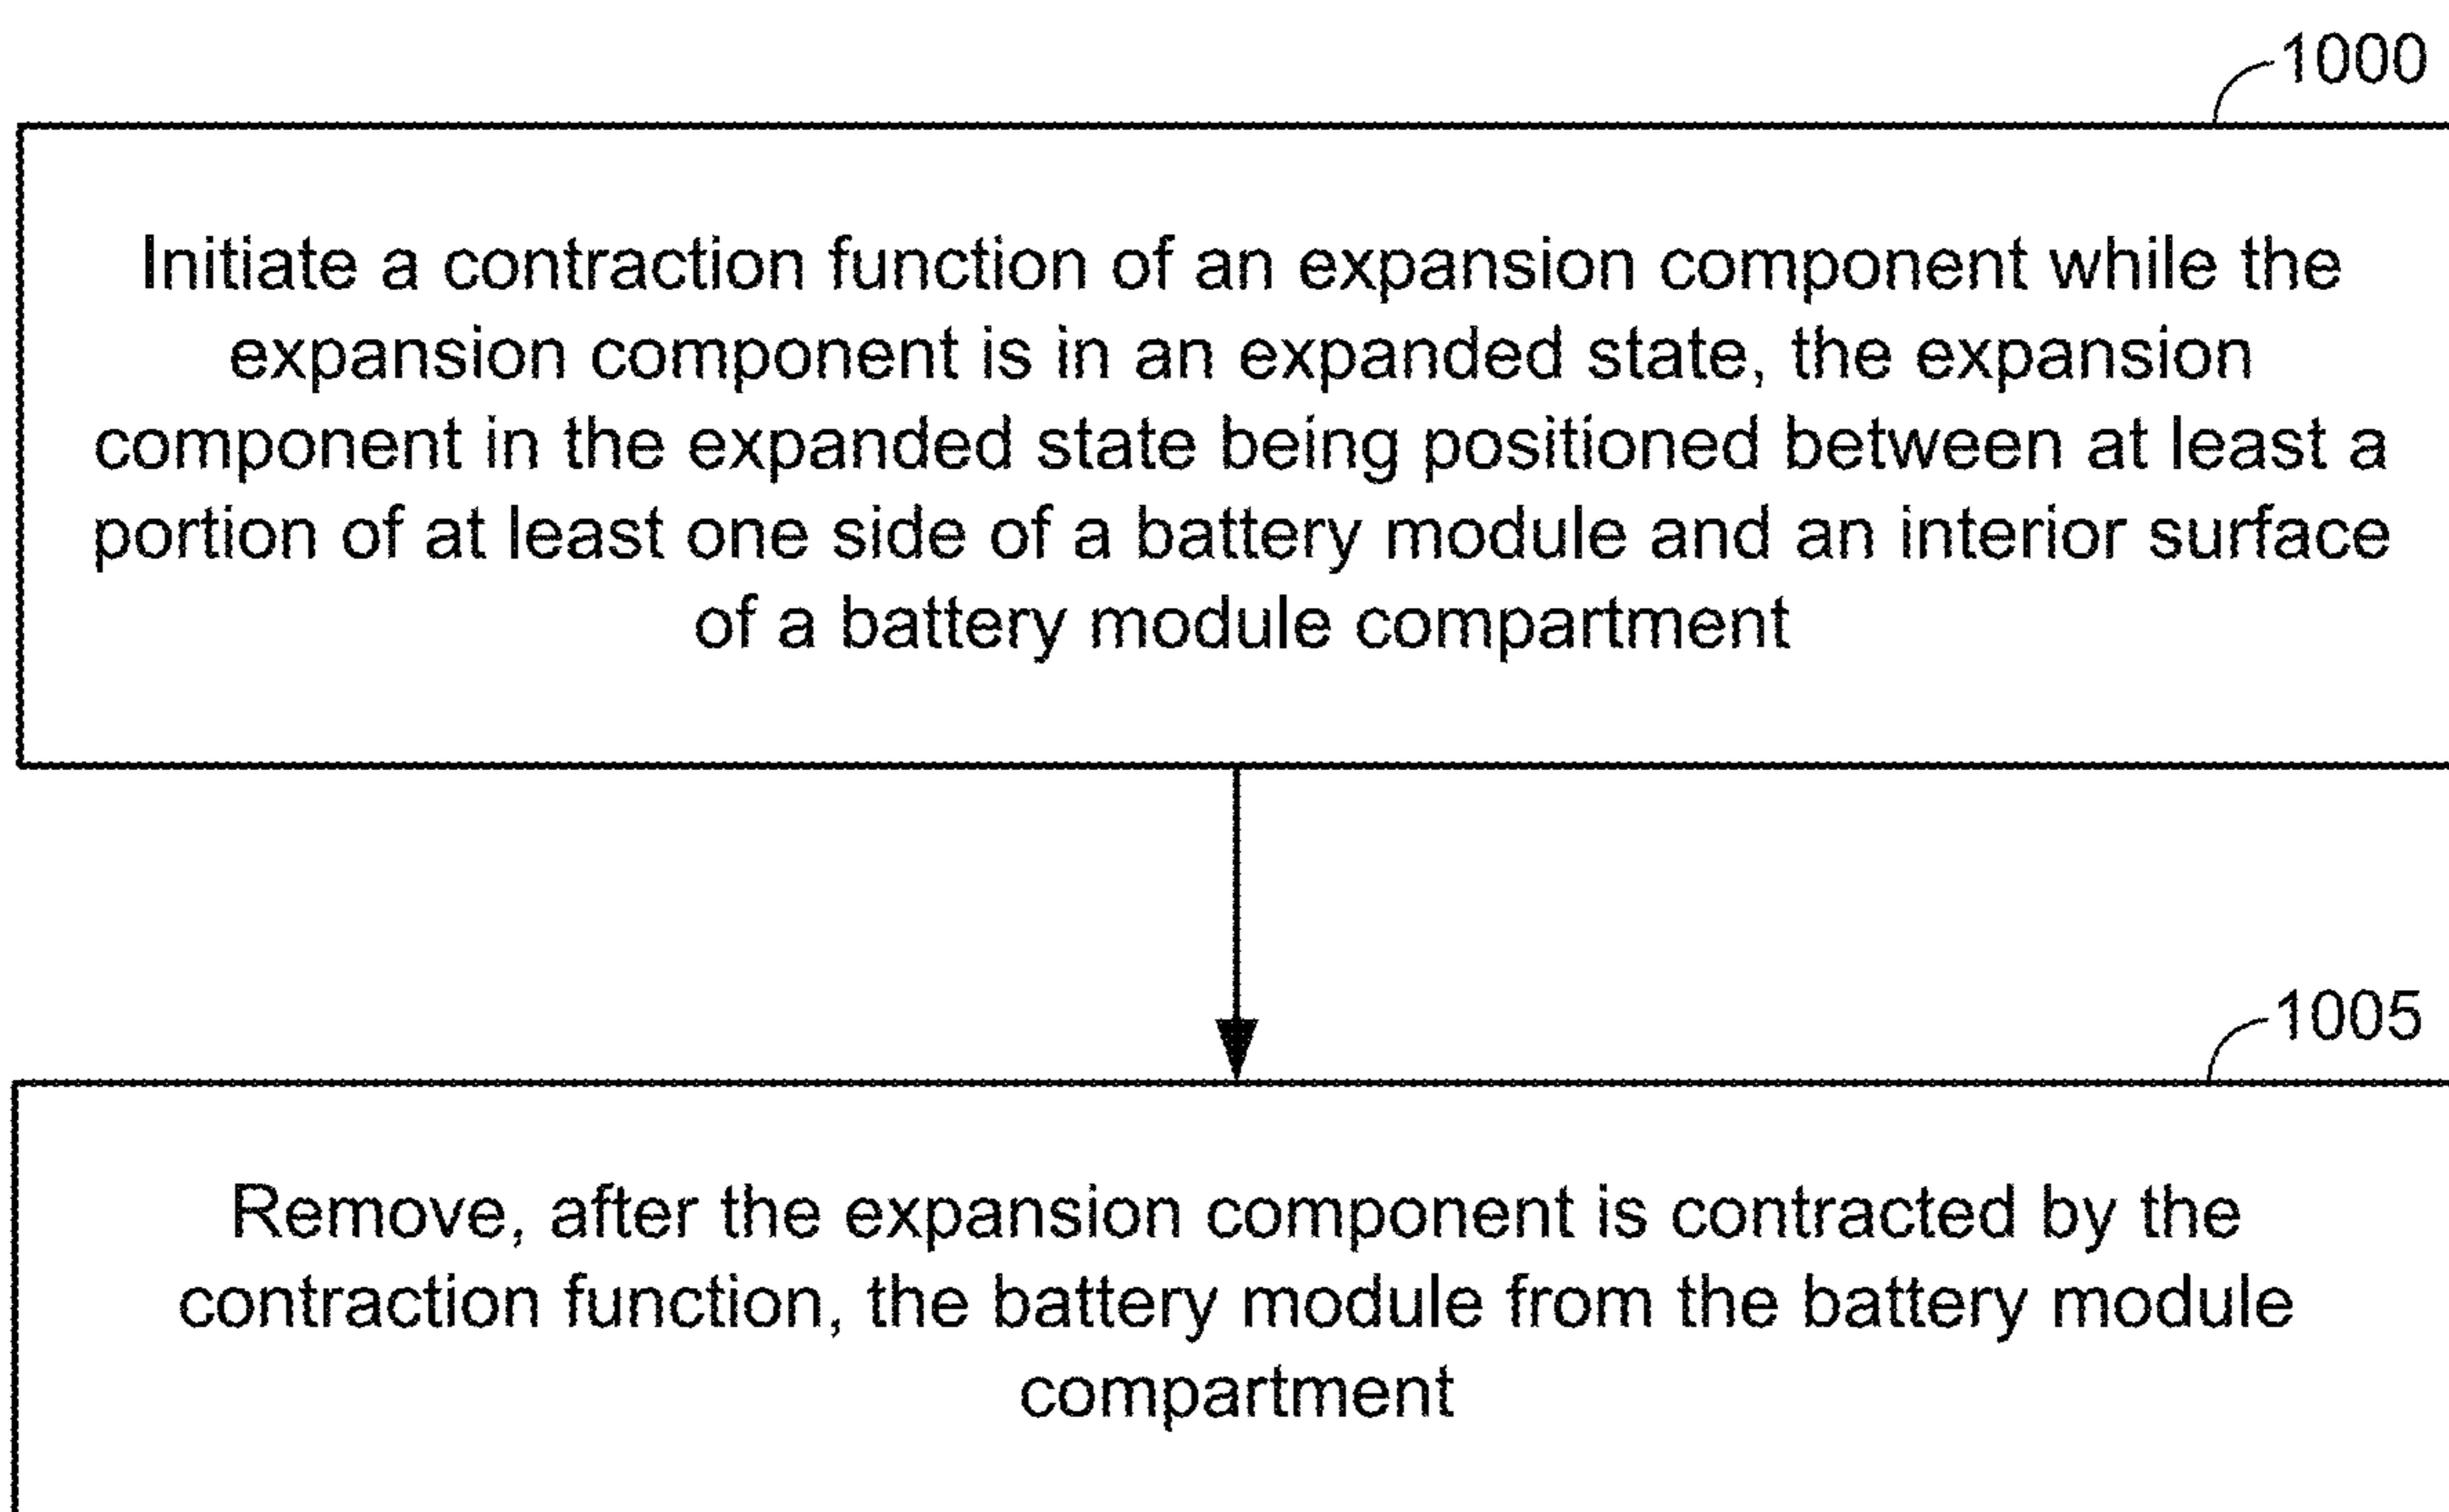 1000
Initiate a contraction function of an expansion component while the
expansion component is in an expanded state, the expansion
component in the expanded state being positioned between at least a
portion of at least one side of a battery module and an interior surface
of a battery module compartment
1005
Remove, after the expansion component is contracted by the
contraction function, the battery module from the battery module
compartment